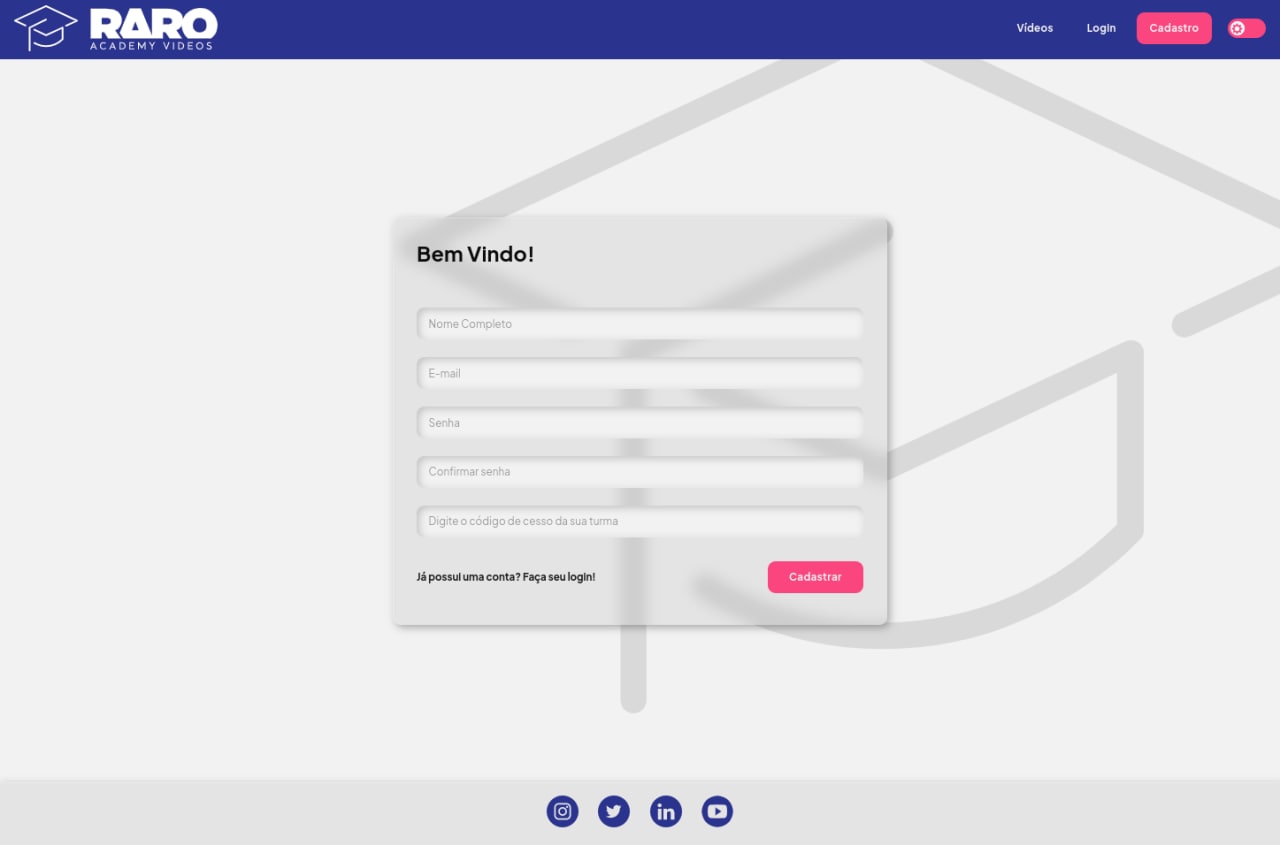 RARO
ACADEMY VIDEOS
Vídeos
Login
Cadastro
Bem Vindo!
Nome Completo
E-mail
Senha
Confirmar senha
Digite o código de cesso da sua turma
Já possui uma conta? Faça seu login!
Cadastrar
in